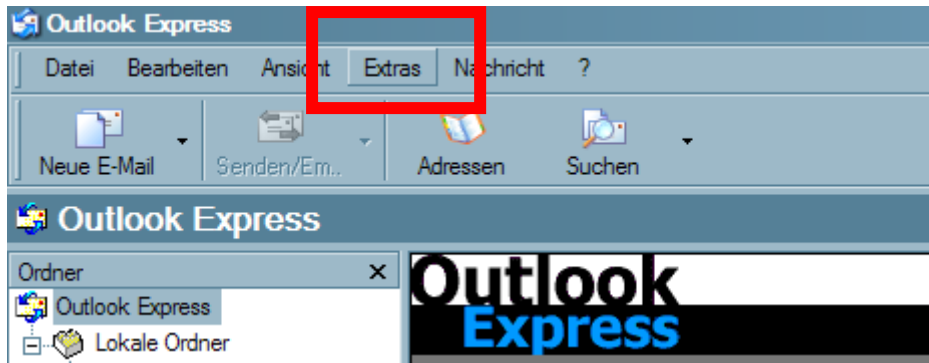 Outlook Express
Datei Bearbeiten Ansicht Extras Nachricht ?
Neue E-Mail Senden/Em.. Adressen Suchen
Outlook Express
Ordner x
Outlook Express
Lokale Ordner
Outlook
Express